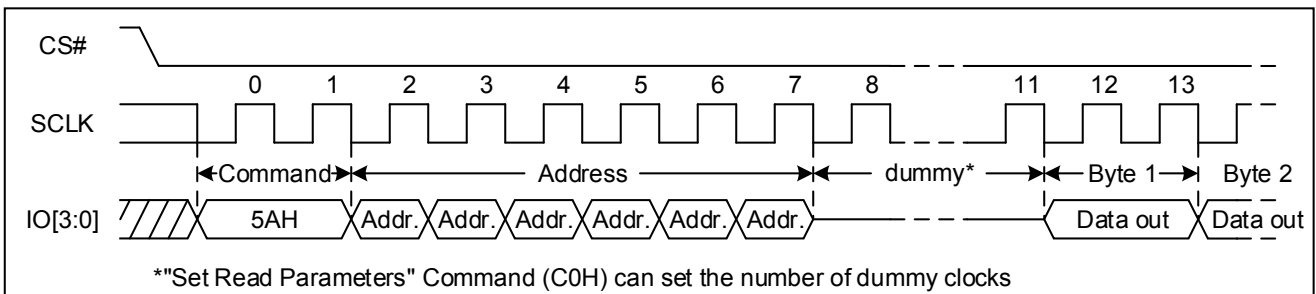 CS#
0 1 2 3 4 5 6 7 8 11 12 13
SCLK
Command Address dummy* Byte 1 Byte 2
IO[3:0] 5AH Addr. Addr. Addr. Addr. Addr. Addr. Data out Data out
*"Set Read Parameters" Command (C0H) can set the number of dummy clocks